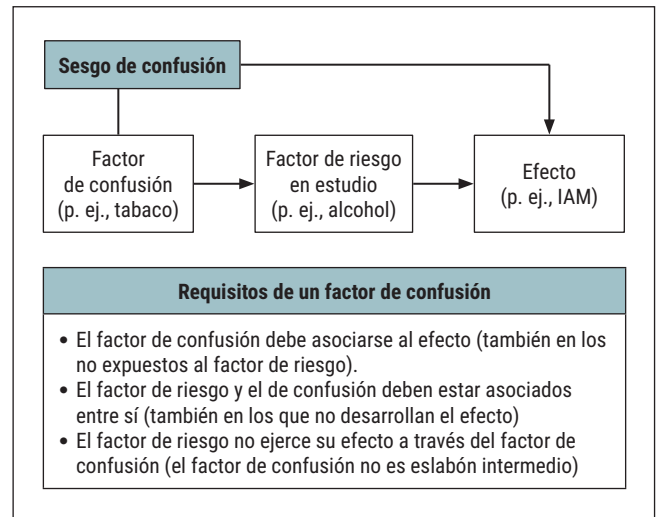 Sesgo de confusión
Factor
de confusión
(p. ej., tabaco)
Factor de riesgo
en estudio
(p. ej., alcohol)
Efecto
(p. ej., IAM)
Requisitos de un factor de confusión
• El factor de confusión debe asociarse al efecto (también en los
no expuestos al factor de riesgo).
• El factor de riesgo y el de confusión deben estar asociados
entre sí (también en los que no desarrollan el efecto)
• El factor de riesgo no ejerce su efecto a través del factor de
confusión (el factor de confusión no es eslabón intermedio)